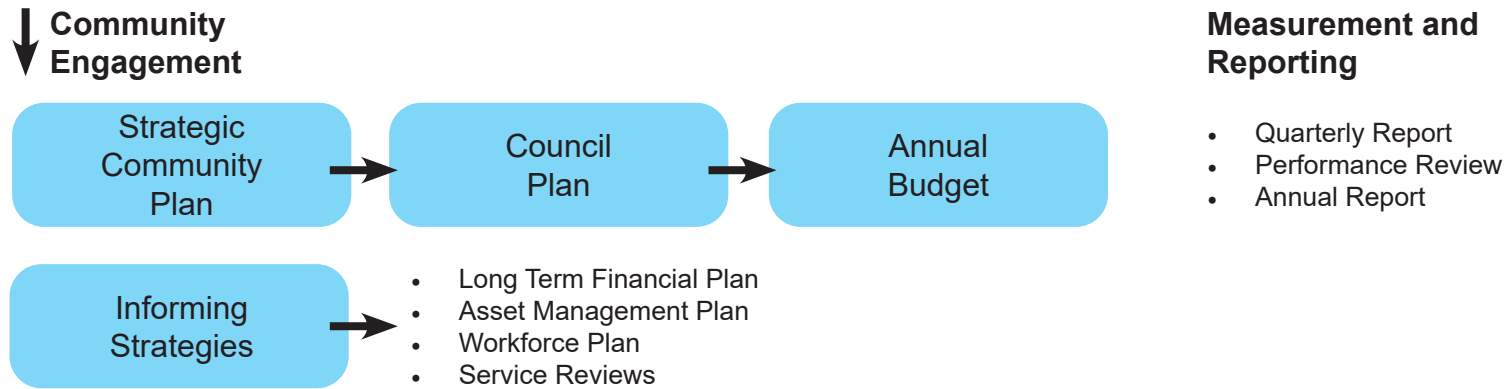 Community
Engagement
Strategic
Community
Plan
Council
Plan
Annual
Budget
Measurement and
Reporting
• Quarterly Report
• Performance Review
• Annual Report
Informing
Strategies
• Long Term Financial Plan
• Asset Management Plan
• Workforce Plan
• Service Reviews